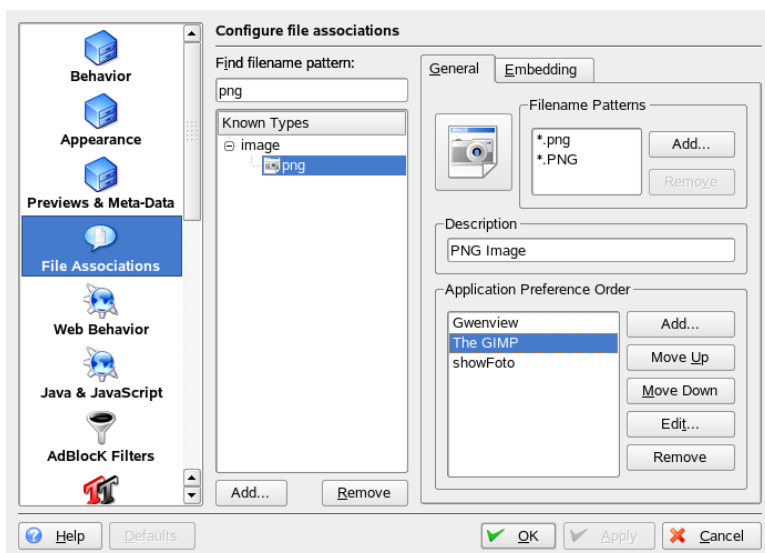 Behavior
Appearance
Previews & Meta-Data
File Associations
Web Behavior
Java & JavaScript
AdBlocK Filters
Configure file associations
Find filename pattern:
png
Known Types
image
png
Add...
Remove
General
Embedding
Filename Patterns
*.png
*.PNG
Add...
Remove
Description
PNG Image
Application Preference Order
Gwenview
The GIMP
showFoto
Add...
Move Up
Move Down
Edit...
Remove
Help
Defaults
OK
Apply
Cancel